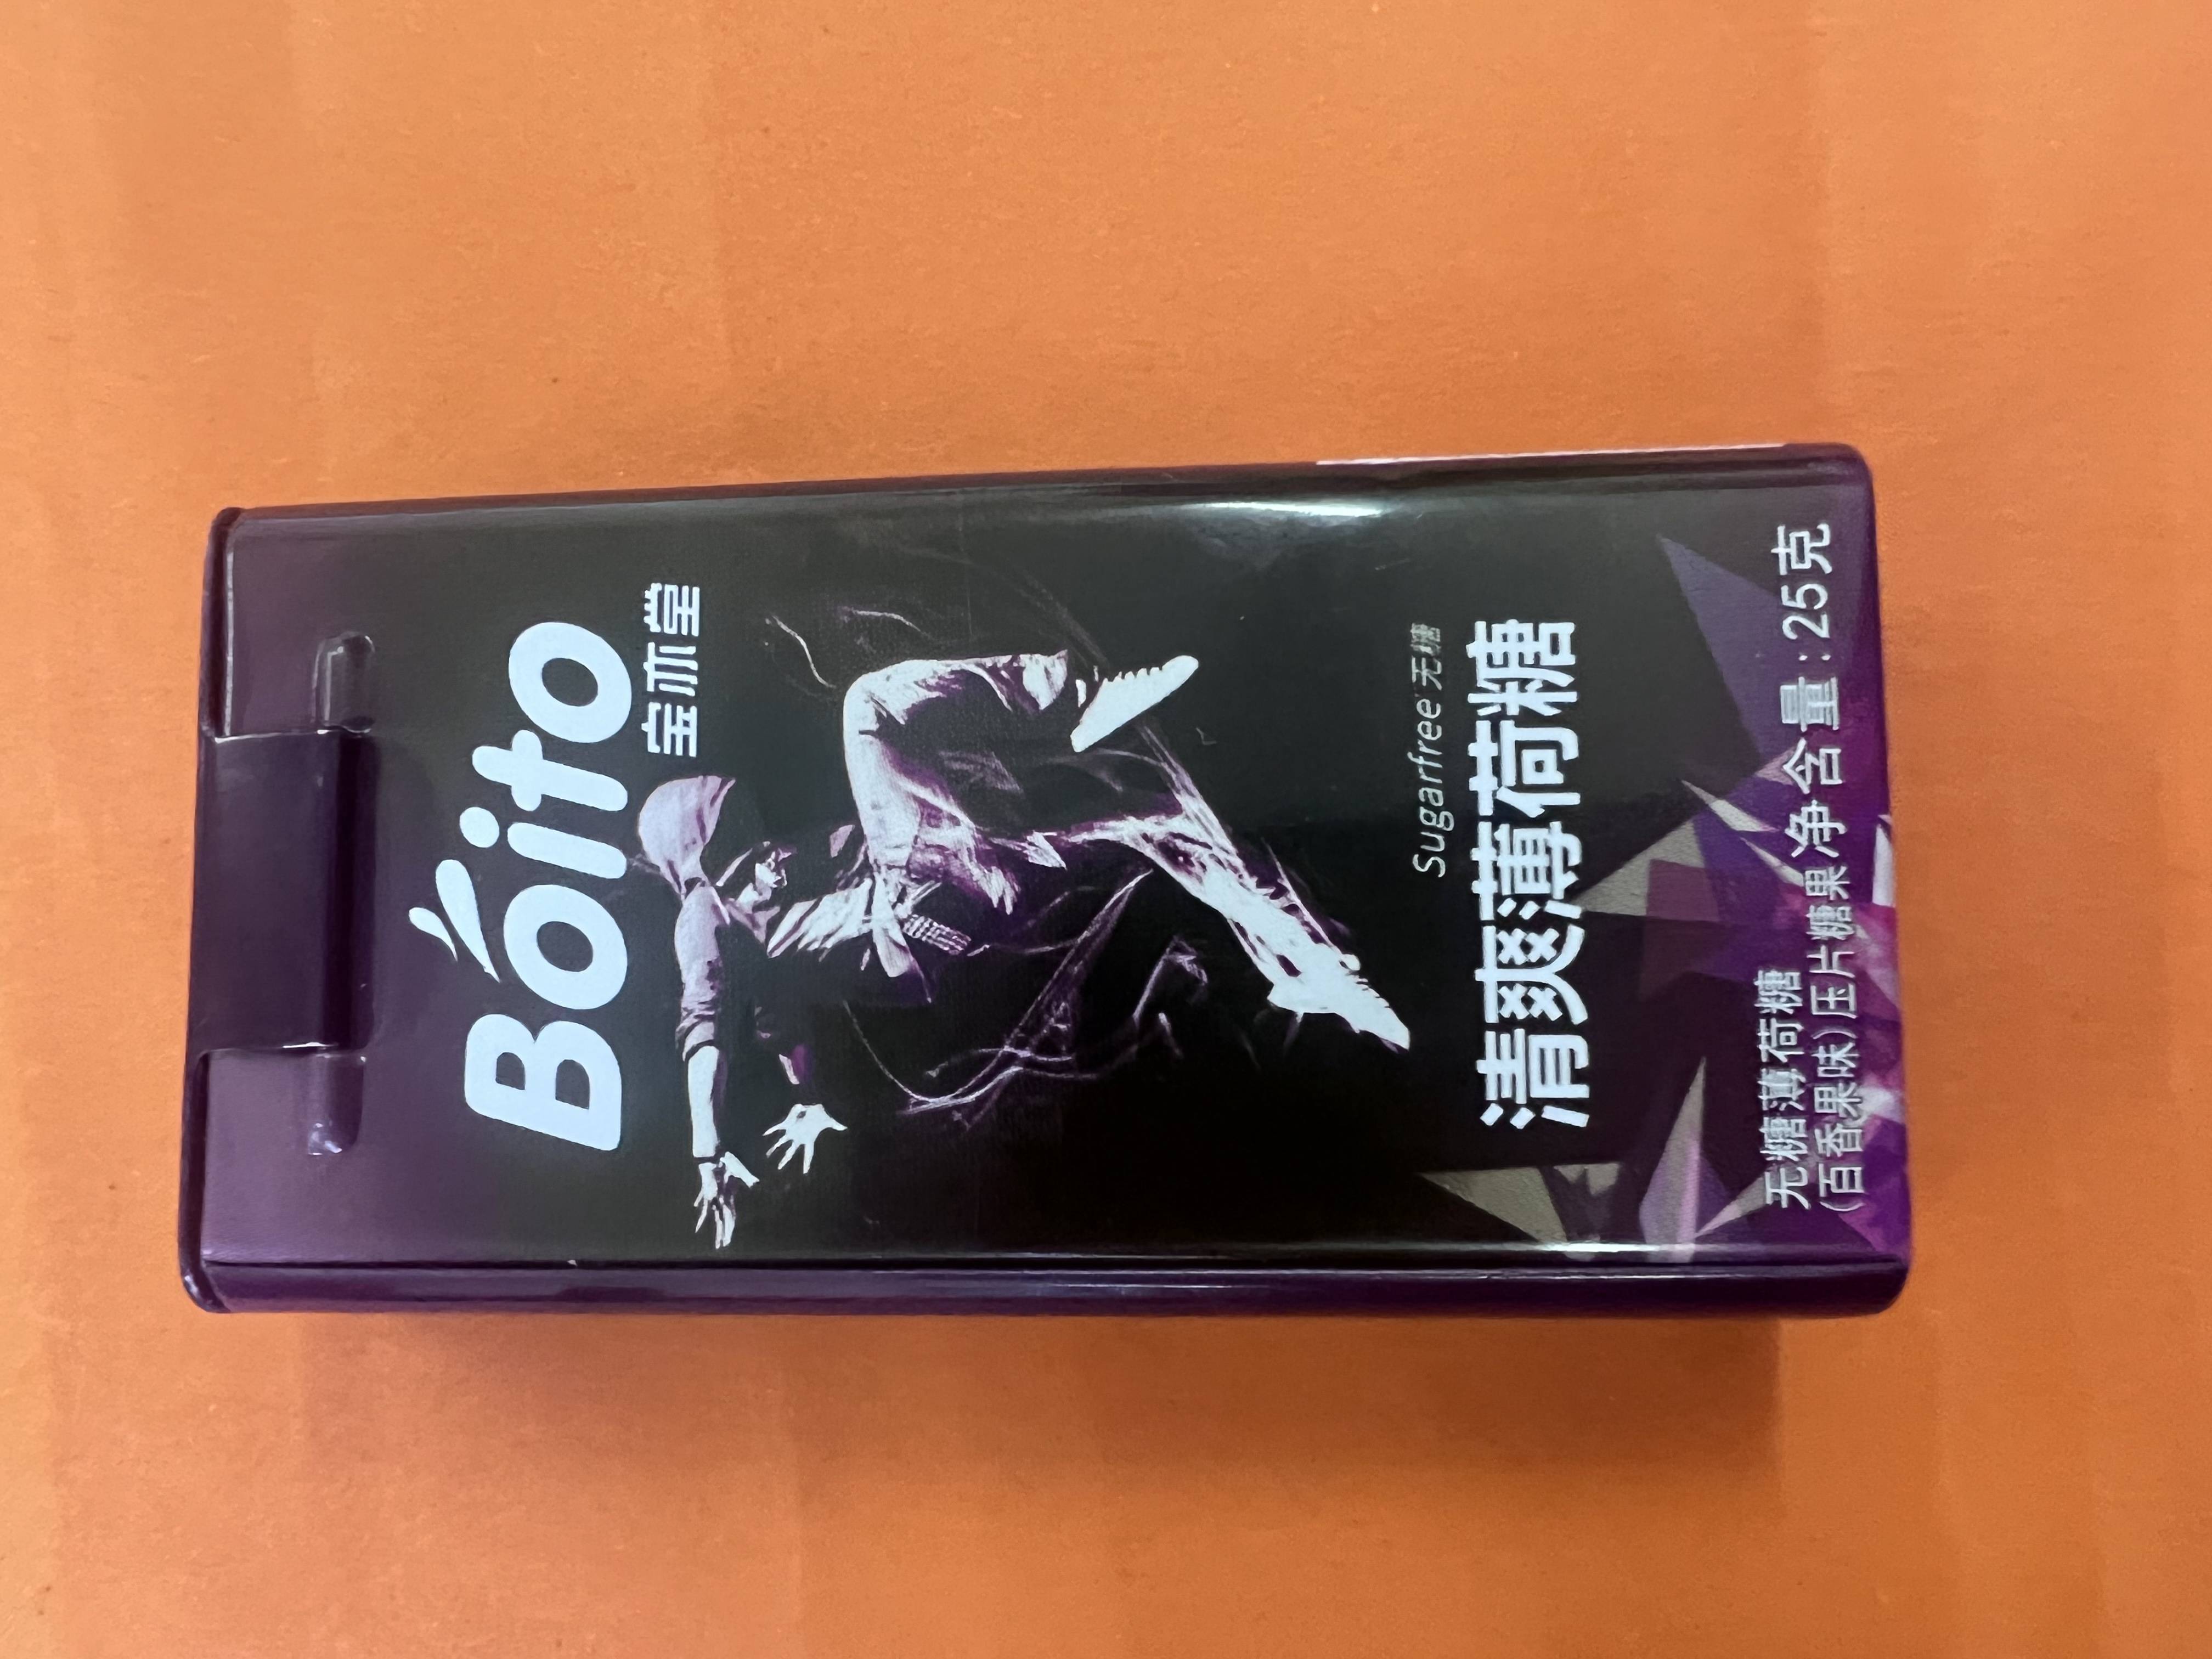 Boito
宝亦堂
Sugarfree 无糖
清爽薄荷糖
无糖薄荷糖
(百香果味)压片糖果 净含量:25克